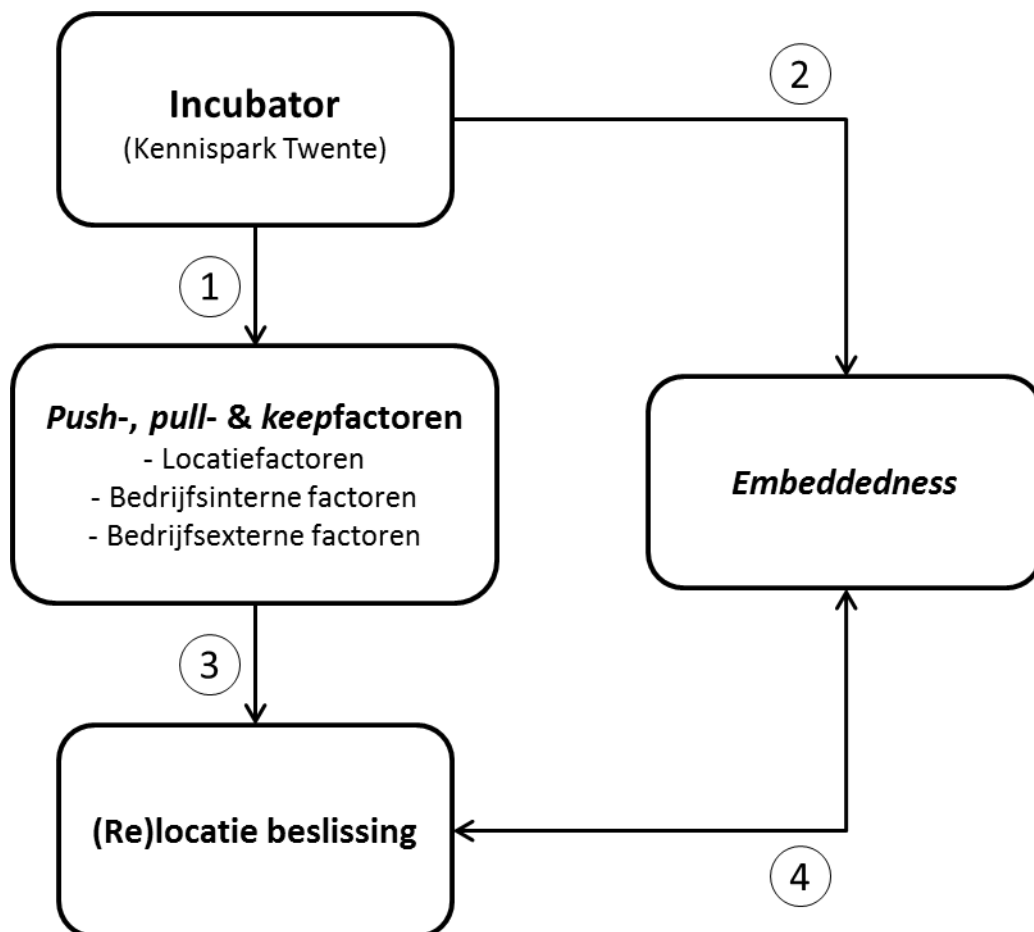 Incubator
(Kennispark Twente)
2
1
Push-, pull- & keepfactoren
- Locatiefactoren
- Bedrijfsinterne factoren
- Bedrijfsexterne factoren
Embeddedness
3
(Re)locatie beslissing
4